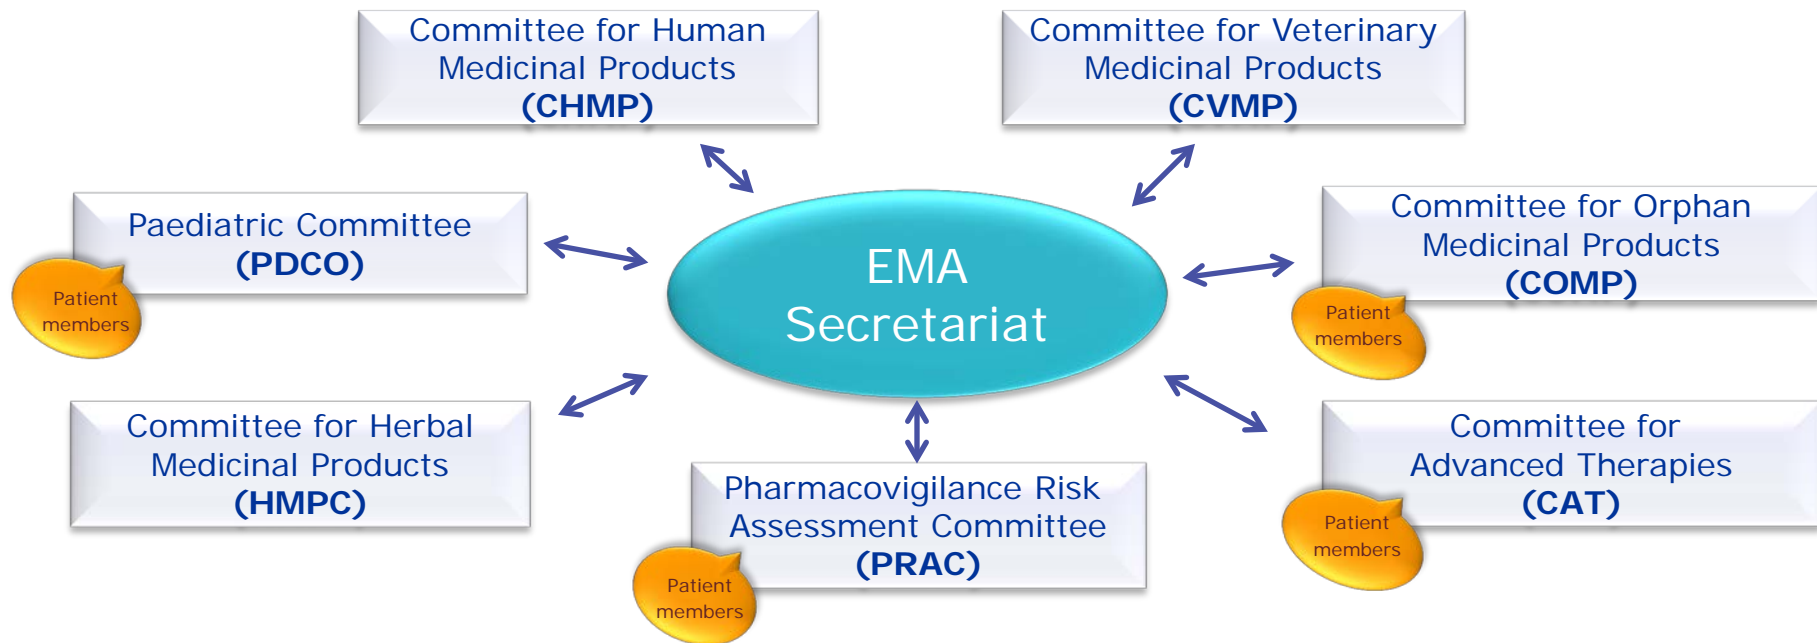 Committee for Human
Medicinal Products
(CHMP)
Committee for Veterinary
Medicinal Products
(CVMP)
Paediatric Committee
(PDCO)
Patient
members
EMA
Secretariat
Committee for Orphan
Medicinal Products
(COMP)
Patient
members
Committee for Herbal
Medicinal Products
(HMPC)
Pharmacovigilance Risk
Assessment Committee
(PRAC)
Patient
members
Committee for
Advanced Therapies
(CAT)
Patient
members